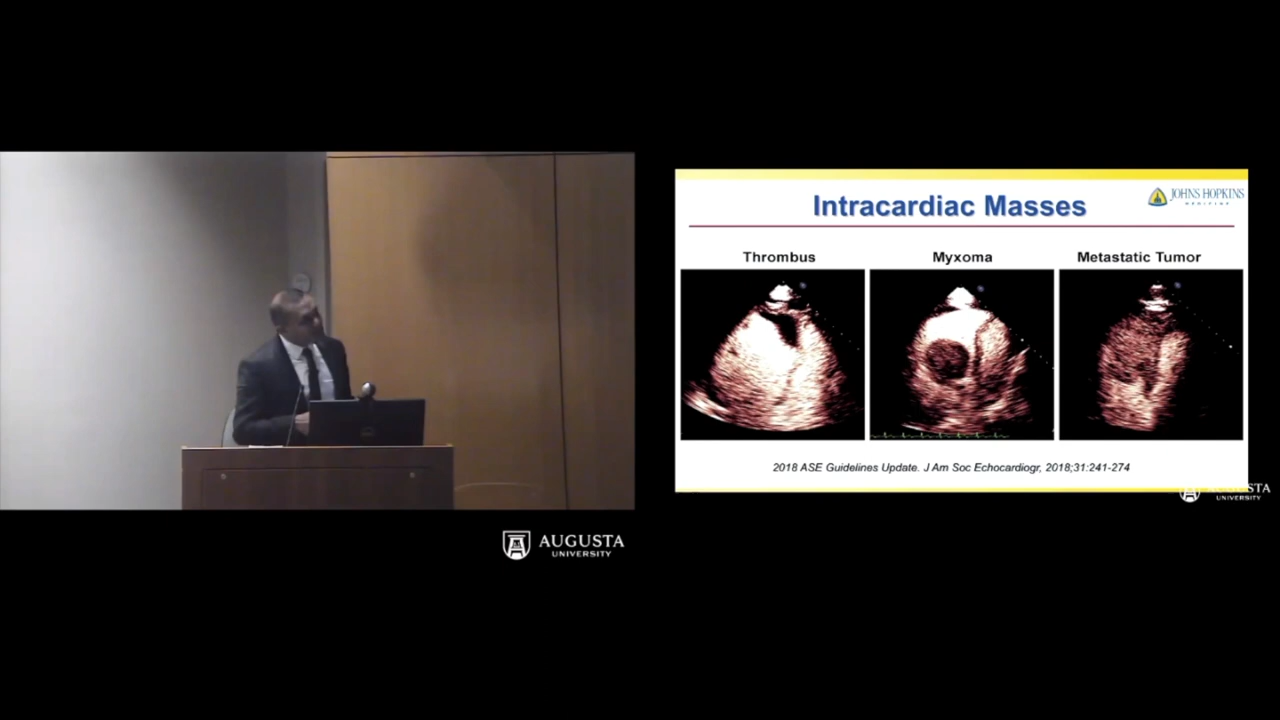 Intracardiac Masses
JOHNS HOPKINS
MEDICINE
Thrombus
Myxoma
Metastatic Tumor
2018 ASE Guidelines Update. J Am Soc Echocardiogr, 2018;31:241-274
AUGUSTA
UNIVERSITY
UNIVERSITY